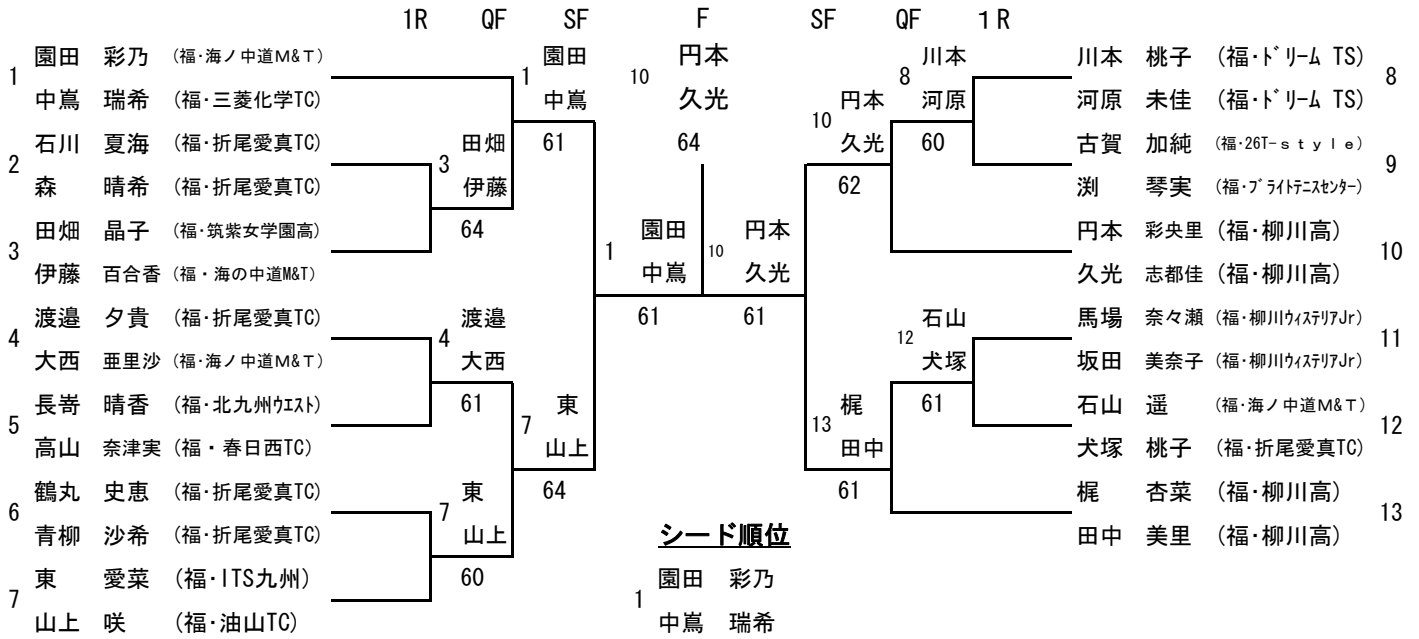 1R QF SF F SF QF 1R
1 園田 彩乃 (福・海ノ中道M&T)
中嶌 瑞希 (福・三菱化学TC)
2 石川 夏海 (福・折尾愛真TC)
森 晴希 (福・折尾愛真TC)
3 田畑 晶子 (福・筑紫女学園高)
伊藤 百合香 (福・海の中道M&T)
4 渡邉 夕貴 (福・折尾愛真TC)
大西 亜里沙 (福・海ノ中道M&T)
5 長嵜 晴香 (福・北九州ウエスト)
高山 奈津実 (福・春日西TC)
6 鶴丸 史恵 (福・折尾愛真TC)
青柳 沙希 (福・折尾愛真TC)
7 東 愛菜 (福・ITS九州)
山上 咲 (福・油山TC)
3 田畑
伊藤
64
4 渡邉
大西
61
7 東
山上
60
1 園田
中嶌
61
7 東
山上
64
1 園田
中嶌
61
10 円本
久光
64
10 円本
久光
61
10 円本
久光
62
13 梶
田中
61
8 川本
河原
60
12 石山
犬塚
61
川本 桃子 (福・ドリーム TS) 8
河原 未佳 (福・ドリーム TS)
古賀 加純 (福・26T-style) 9
渕 琴実 (福・ブライトテニスセンター)
円本 彩央里 (福・柳川高) 10
久光 志都佳 (福・柳川高)
馬場 奈々瀬 (福・柳川ウィステリアJr) 11
坂田 美奈子 (福・柳川ウィステリアJr)
石山 遥 (福・海ノ中道M&T) 12
犬塚 桃子 (福・折尾愛真TC)
梶 杏菜 (福・柳川高) 13
田中 美里 (福・柳川高)
シード順位
1 園田 彩乃
中嶌 瑞希